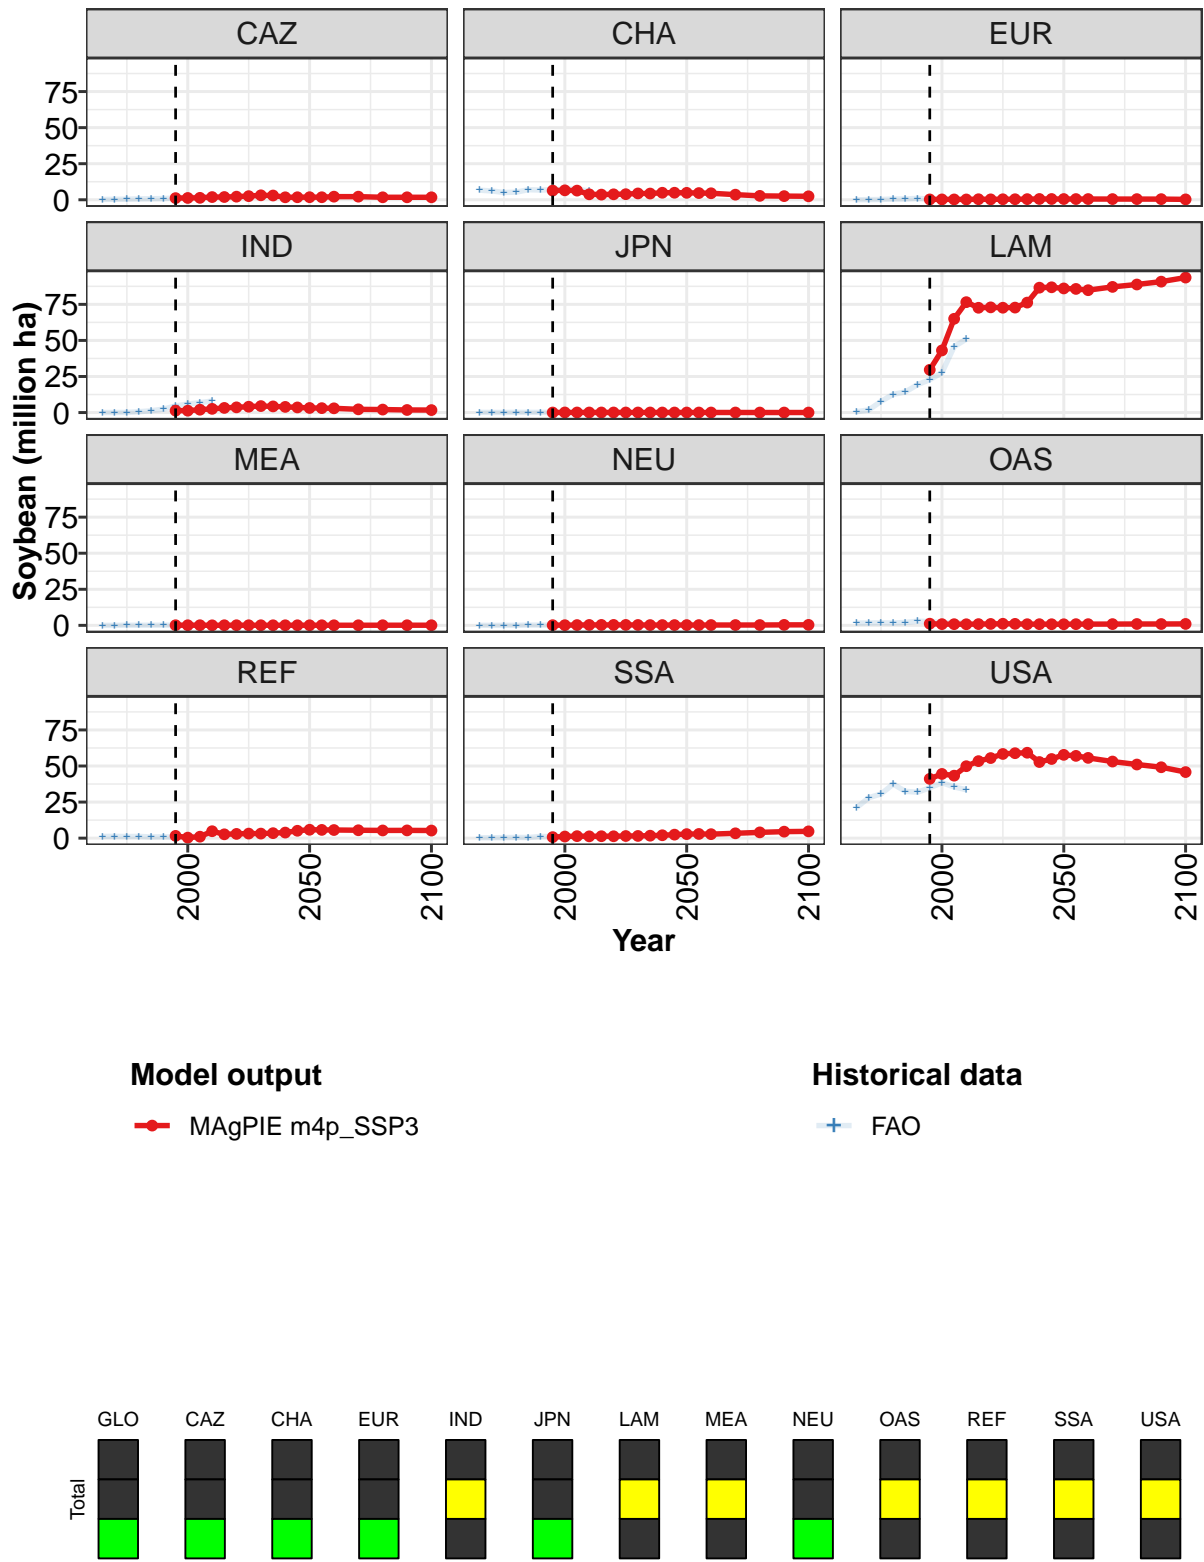 CAZ CHA EUR
75
50
25
0
IND JPN LAM
75
50
25
0
Soybean (million ha)
MEA NEU OAS
75
50
25
0
REF SSA USA
75
50
25
0
2000 2050 2100 2000 2050 2100 2000 2050 2100
Year
Model output Historical data
MAgPIE m4p_SSP3 FAO
GLO CAZ CHA EUR IND JPN LAM MEA NEU OAS REF SSA USA
Total